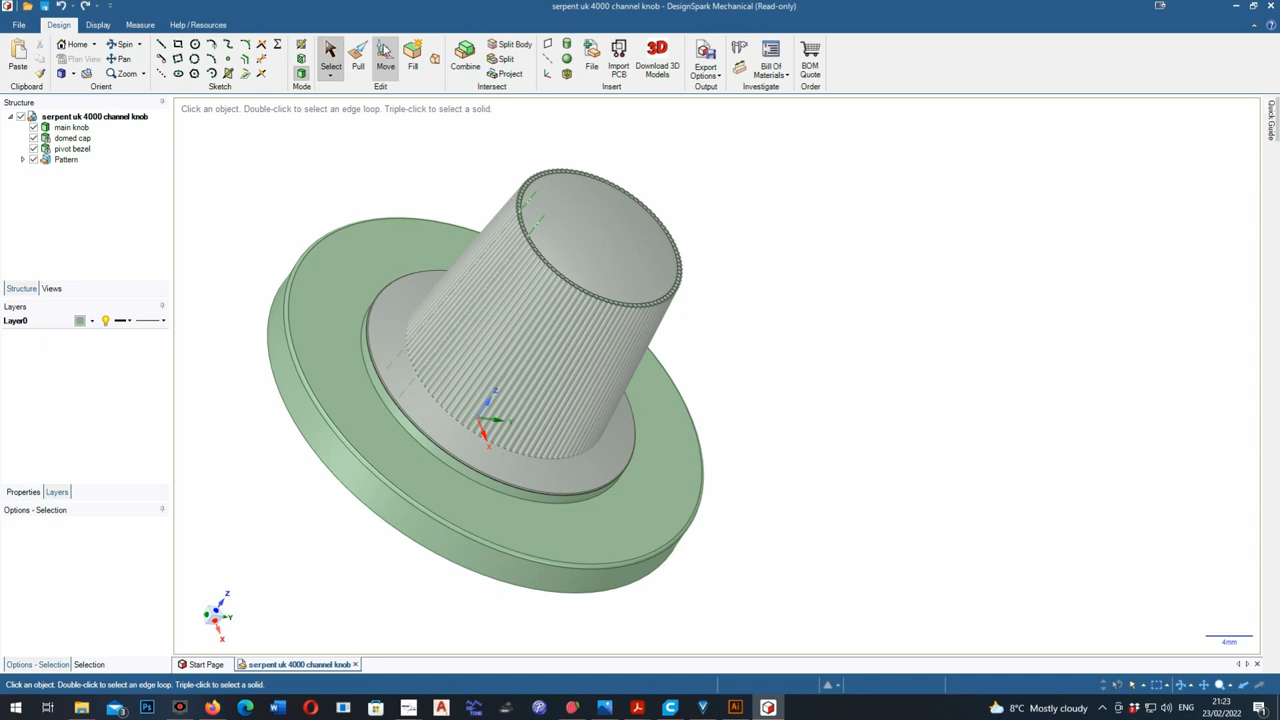 serpent uk 4000 channel knob - DesignSpark Mechanical (Read-only)
File Design Display Measure Help / Resources
Paste
Home
Plan View
Spin
Pan
Zoom
Select
Pull
Move
Fill
Combine
Split Body
Split
Project
File
Import PCB
Download 3D Models
Export Options
Bill Of Materials
BOM Quote
Clipboard Orient Sketch Mode Edit Intersect Insert Output Investigate Order
Structure
serpent uk 4000 channel knob
main knob
domed cap
pivot bezel
Pattern
Structure Views
Layers
Layer0
Properties Layers
Options - Selection
Click an object. Double-click to select an edge loop. Triple-click to select a solid.
Quick Guide
Z
Y
X
Z
Y
X
4mm
Options - Selection Selection
Start Page serpent uk 4000 channel knob
Click an object. Double-click to select an edge loop. Triple-click to select a solid.
8°C Mostly cloudy ENG 21:23
23/02/2022